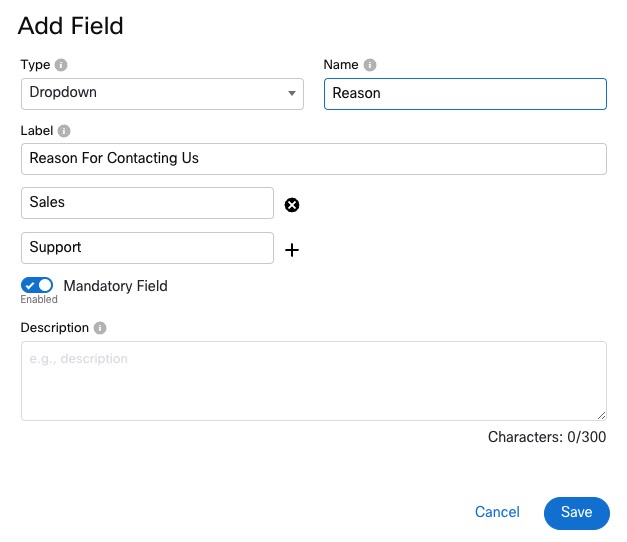 Add Field
Type Name
Dropdown Reason
Label
Reason For Contacting Us
Sales
Support
Mandatory Field
Enabled
Description
e.g., description
Characters: 0/300
Cancel Save